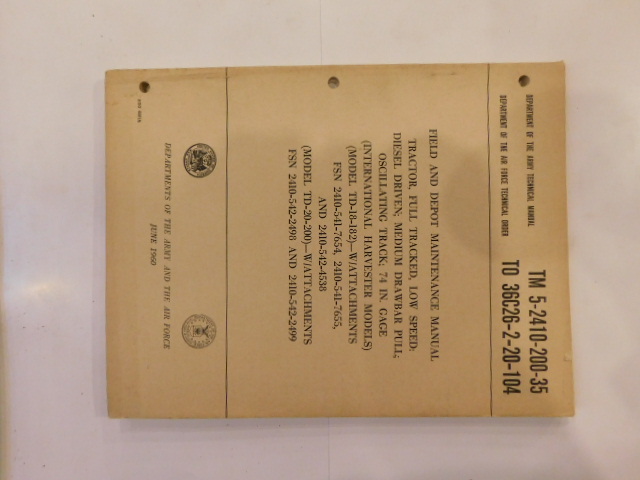 DEPARTMENT OF THE ARMY TECHNICAL MANUAL
TM 5-2410-200-35
DEPARTMENT OF THE AIR FORCE TECHNICAL ORDER
TO 36C26-2-20-104
FIELD AND DEPOT MAINTENANCE MANUAL
TRACTOR, FULL TRACKED, LOW SPEED:
DIESEL DRIVEN; MEDIUM DRAWBAR PULL;
OSCILLATING TRACK; 74 IN. GAGE
(INTERNATIONAL HARVESTER MODELS)
(MODEL TD-18-182)—W/ATTACHMENTS
FSN 2410-541-7654, 2410-541-7655,
AND 2410-542-4538
(MODEL TD-20-200)—W/ATTACHMENTS
FSN 2410-542-2498 AND 2410-542-2499
DEPARTMENTS OF THE ARMY AND THE AIR FORCE
JUNE 1960